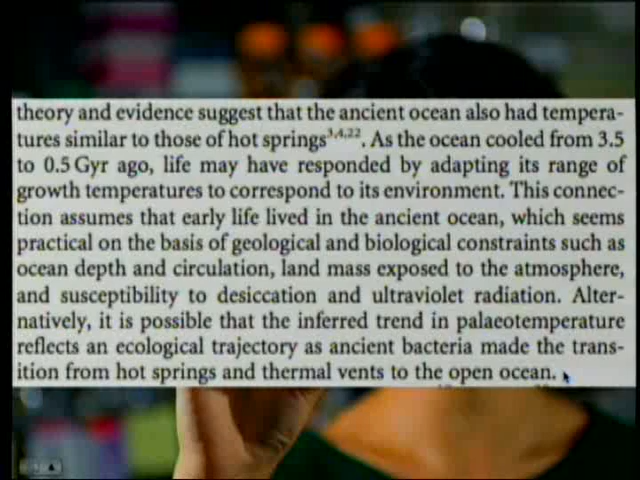 theory and evidence suggest that the ancient ocean also had tempera-
tures similar to those of hot springs3,4,22. As the ocean cooled from 3.5
to 0.5 Gyr ago, life may have responded by adapting its range of
growth temperatures to correspond to its environment. This connec-
tion assumes that early life lived in the ancient ocean, which seems
practical on the basis of geological and biological constraints such as
ocean depth and circulation, land mass exposed to the atmosphere,
and susceptibility to desiccation and ultraviolet radiation. Alter-
natively, it is possible that the inferred trend in palaeotemperature
reflects an ecological trajectory as ancient bacteria made the trans-
ition from hot springs and thermal vents to the open ocean.